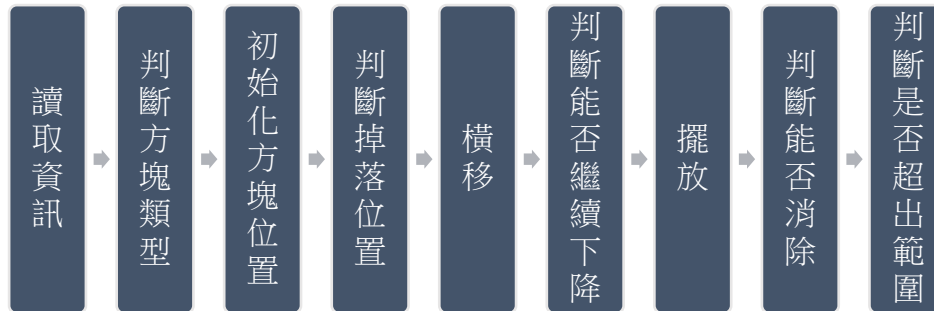 讀取資訊
判斷方塊類型
初始化方塊位置
判斷掉落位置
橫移
判斷能否繼續下降
擺放
判斷能否消除
判斷是否超出範圍